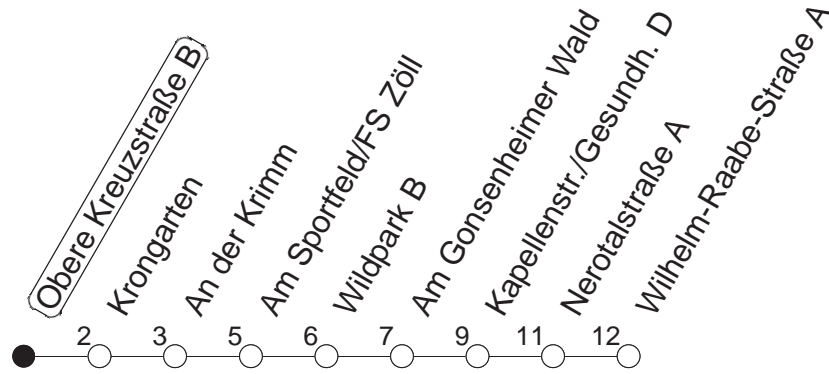 Obere Kreuzstraße B
Krongarten
An der Krimm
Am Sportfeld/FS Zöll
Wildpark B
Am Gonsenheimer Wald
Kapellenstr./Gesundh. D
Nerotalstraße A
Wilhelm-Raabe-Straße A
2 3 5 6 7 9 11 12